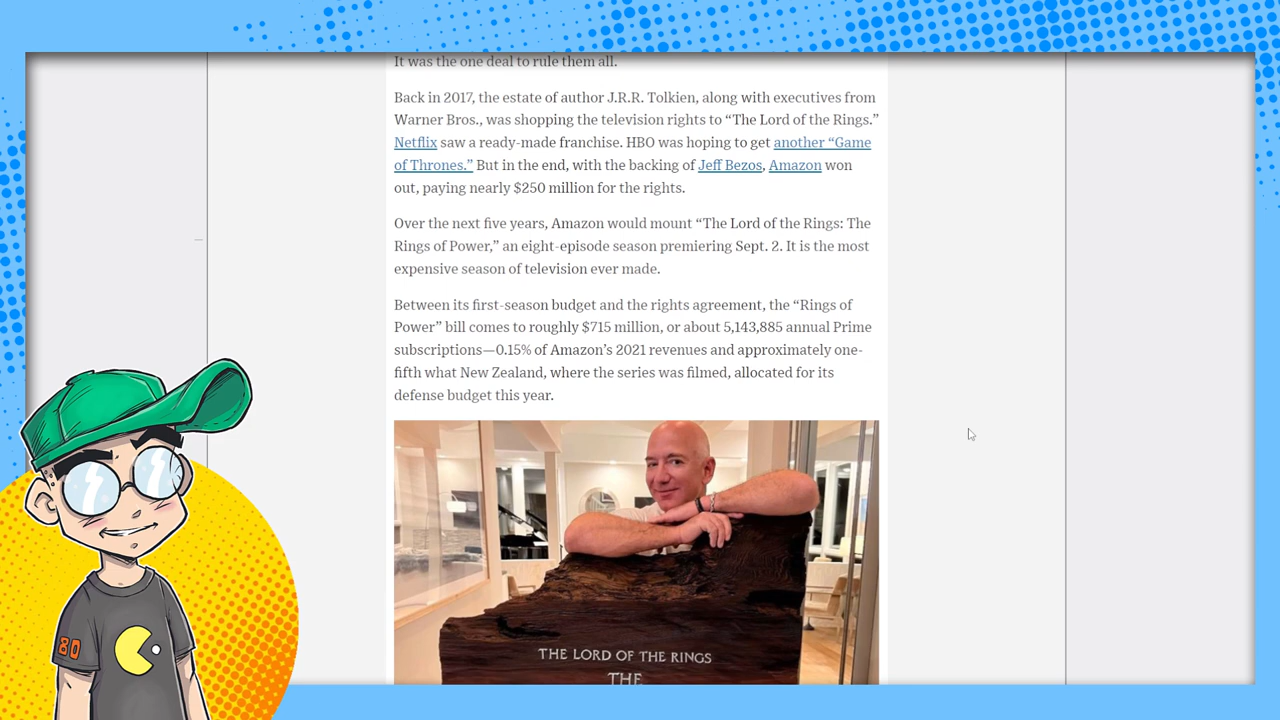 It was the one deal to rule them all.
Back in 2017, the estate of author J.R.R. Tolkien, along with executives from
Warner Bros., was shopping the television rights to “The Lord of the Rings.”
Netflix saw a ready-made franchise. HBO was hoping to get another “Game
of Thrones.” But in the end, with the backing of Jeff Bezos, Amazon won
out, paying nearly $250 million for the rights.
Over the next five years, Amazon would mount “The Lord of the Rings: The
Rings of Power,” an eight-episode season premiering Sept. 2. It is the most
expensive season of television ever made.
Between its first-season budget and the rights agreement, the “Rings of
Power” bill comes to roughly $715 million, or about 5,143,885 annual Prime
subscriptions—0.15% of Amazon’s 2021 revenues and approximately one-
fifth what New Zealand, where the series was filmed, allocated for its
defense budget this year.
THE LORD OF THE RINGS
THE
80